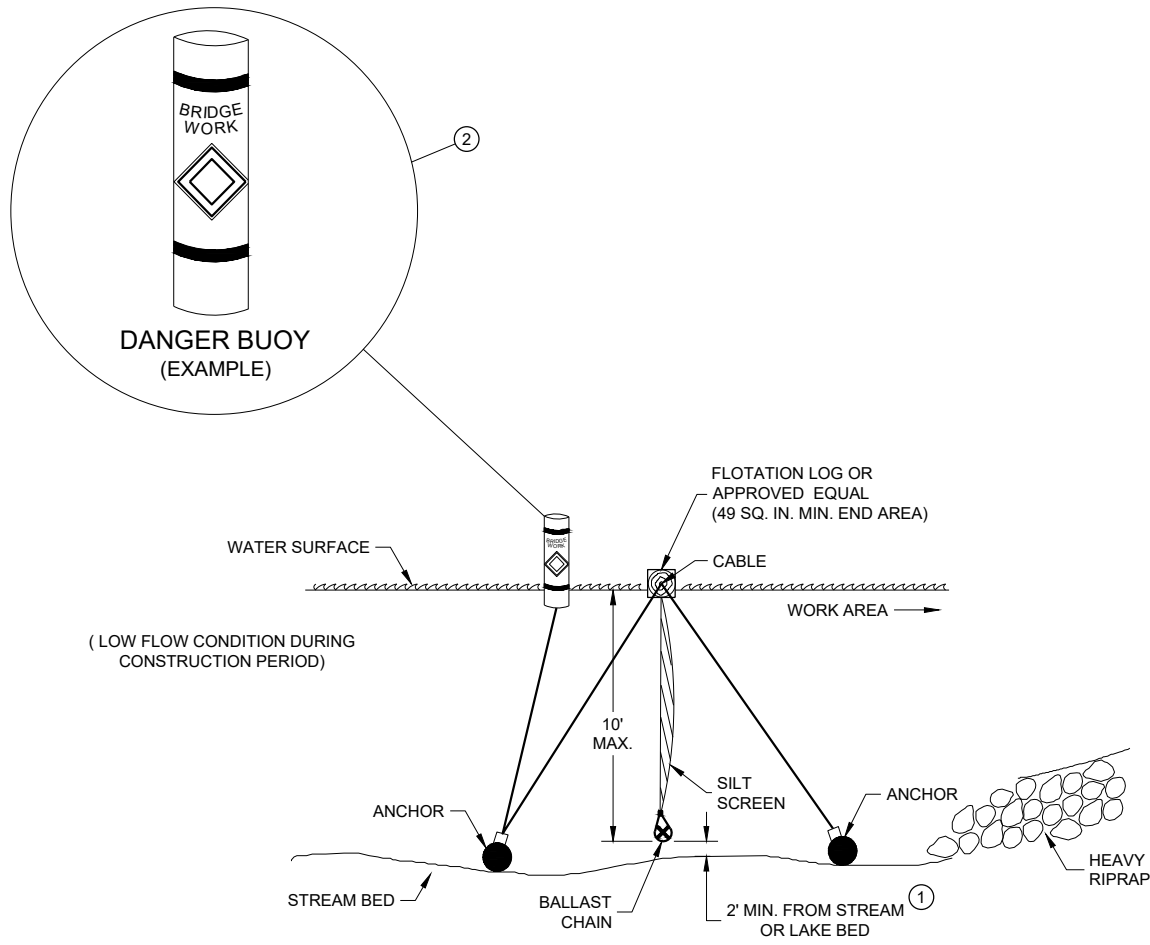 BRIDGE
WORK
2
DANGER BUOY
(EXAMPLE)
FLOTATION LOG OR
APPROVED EQUAL
(49 SQ. IN. MIN. END AREA)
BRIDGE
WORK
WATER SURFACE
CABLE
WORK AREA
( LOW FLOW CONDITION DURING
CONSTRUCTION PERIOD)
10'
MAX.
SILT
SCREEN
ANCHOR
ANCHOR
HEAVY
RIPRAP
STREAM BED
BALLAST
CHAIN
2' MIN. FROM STREAM
OR LAKE BED
1